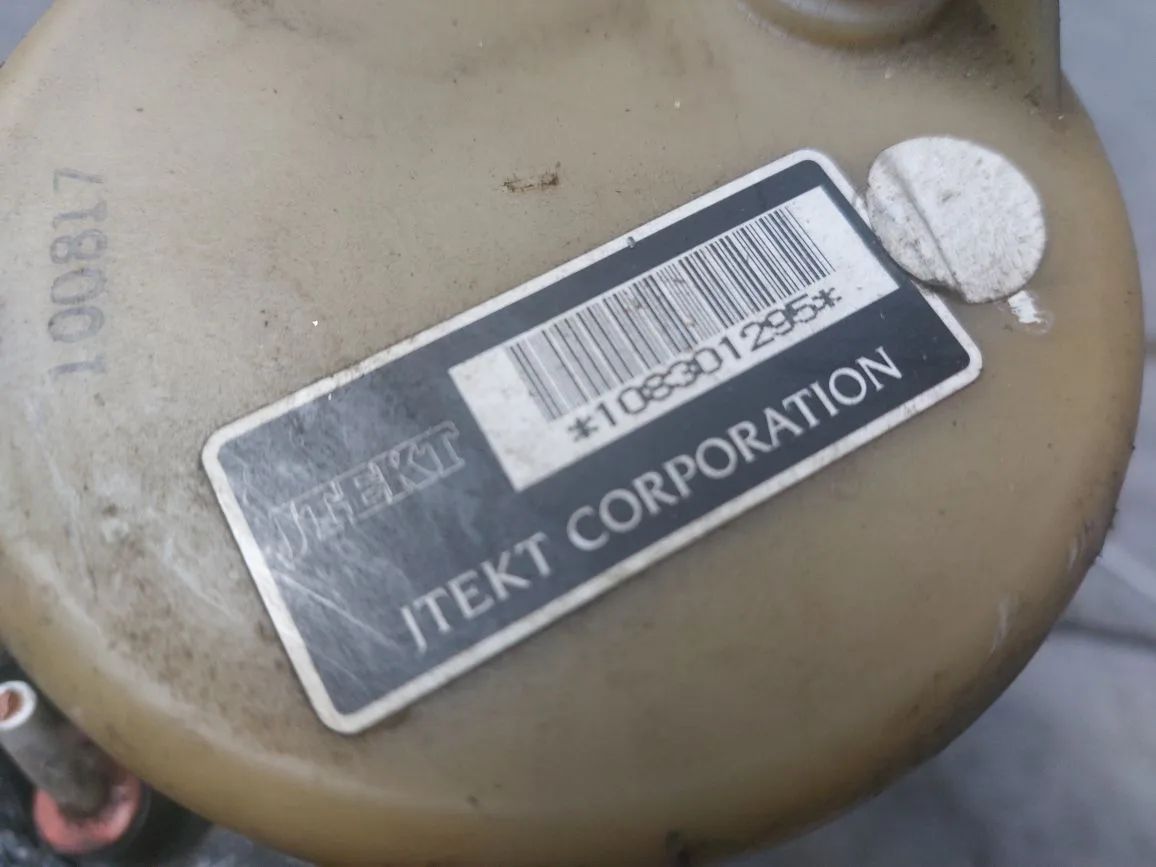 100817
*108301295*
JTEKT
JTEKT CORPORATION